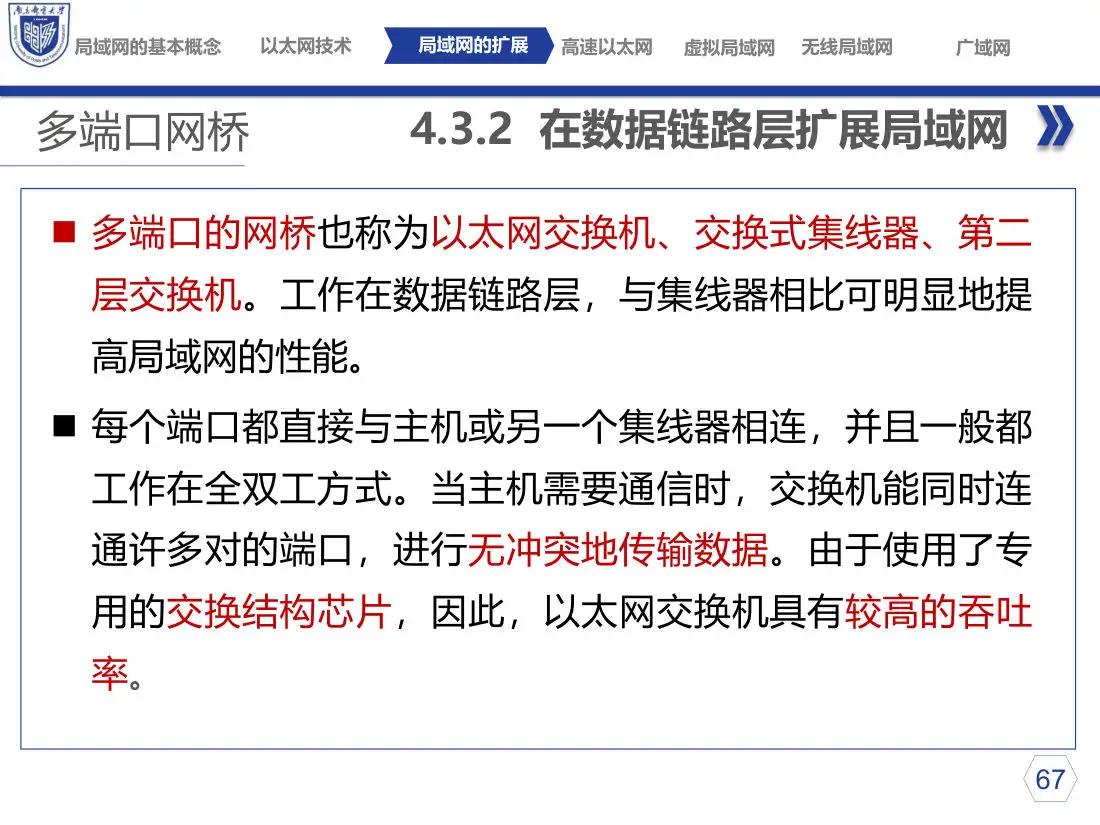 局域网的基本概念 以太网技术 局域网的扩展 高速以太网 虚拟局域网 无线局域网 广域网
多端口网桥 4.3.2 在数据链路层扩展局域网
■ 多端口的网桥也称为以太网交换机、交换式集线器、第二
层交换机。工作在数据链路层，与集线器相比可明显地提
高局域网的性能。
■ 每个端口都直接与主机或另一个集线器相连，并且一般都
工作在全双工方式。当主机需要通信时，交换机能同时连
通许多对的端口，进行无冲突地传输数据。由于使用了专
用的交换结构芯片，因此，以太网交换机具有较高的吞吐
率。
67